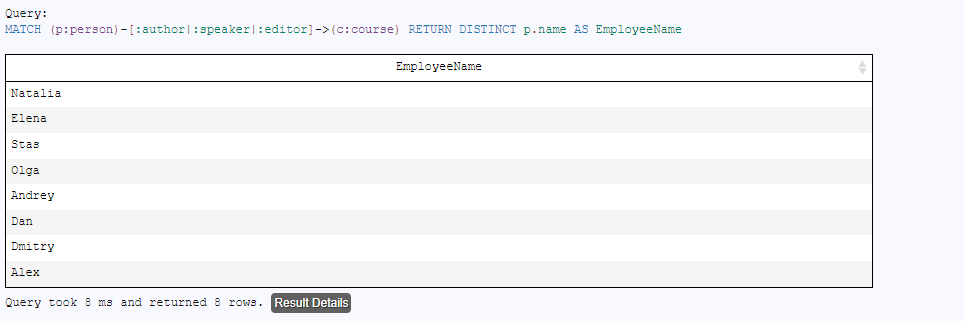 Query:
MATCH (p:person)-[:author|:speaker|:editor]->(c:course) RETURN DISTINCT p.name AS EmployeeName
EmployeeName
Natalia
Elena
Stas
Olga
Andrey
Dan
Dmitry
Alex
Query took 8 ms and returned 8 rows. Result Details